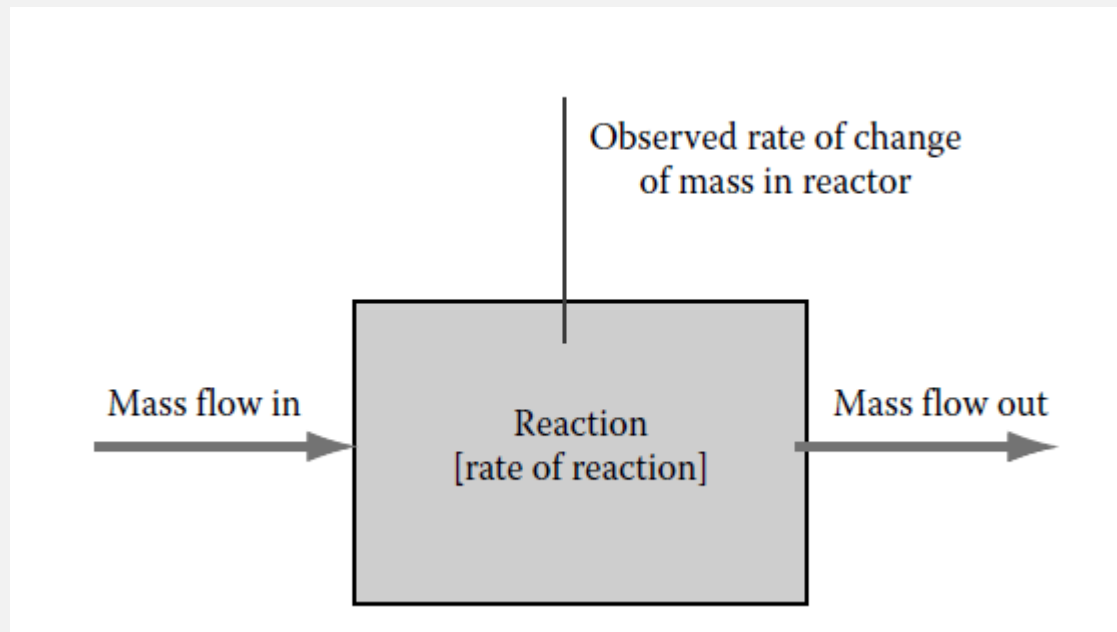 Observed rate of change
of mass in reactor
Mass flow in
Reaction
[rate of reaction]
Mass flow out